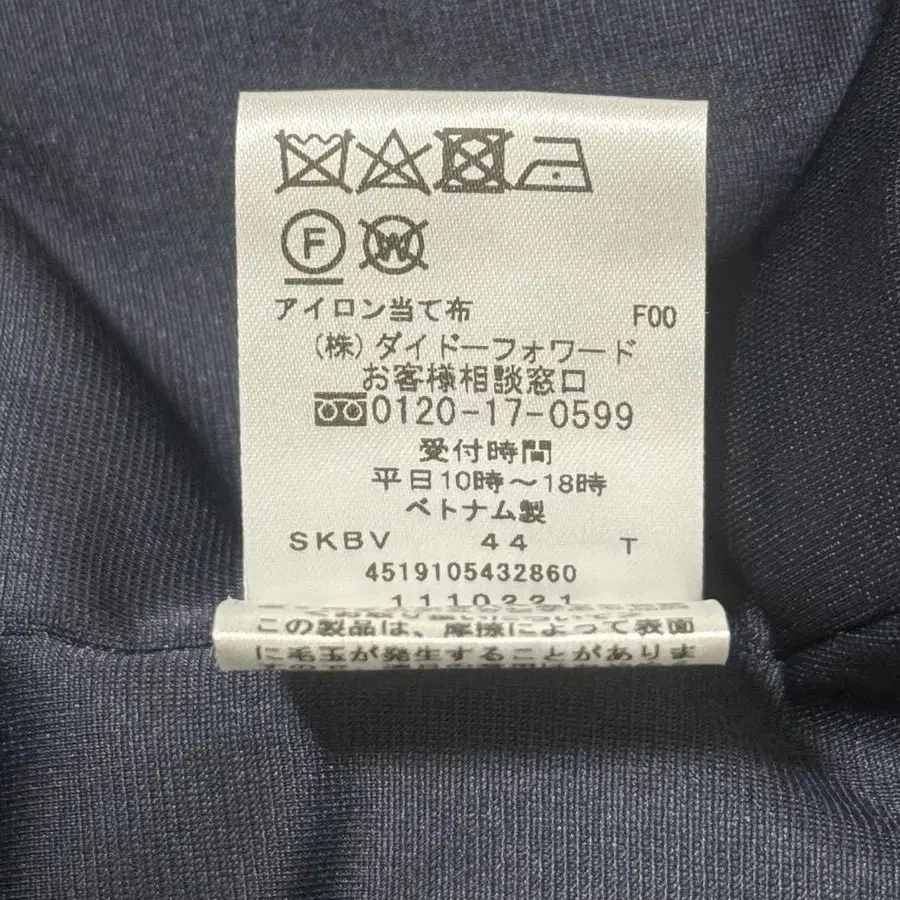 F
W
アイロン当て布 F00
(株)ダイドーフォワード
お客様相談窓口
0120-17-0599
受付時間
平日10時～18時
ベトナム製
SKBV 44 T
4519105432860
1110221
この製品は、摩擦によって表面
に毛玉が発生することがありま